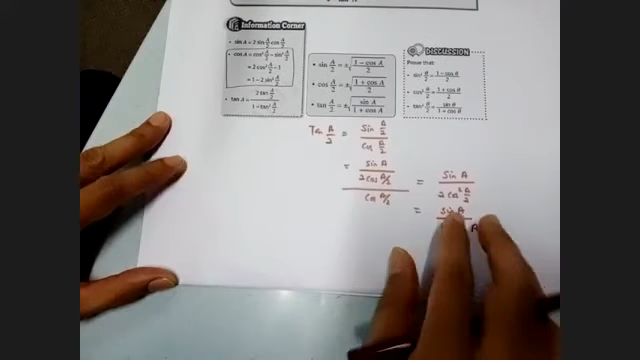 Information Corner
• sin A = 2 sin A/2 cos A/2
• cos A = cos² A/2 − sin² A/2
= 2 cos² A/2 − 1
= 1 − 2 sin² A/2
• tan A = 2 tan A/2 / 1 − tan² A/2
• sin A/2 = ±√(1 − cos A / 2)
• cos A/2 = ±√(1 + cos A / 2)
• tan A/2 = ± sin A / 1 + cos A
DISCUSSION
Prove that:
• sin² θ/2 = 1 − cos θ / 2
• cos² θ/2 = 1 + cos θ / 2
• tan² θ/2 = sin θ / 1 + cos θ
Tan A/2 = Sin A/2 / Cos A/2
= Sin A / 2 Cos A/2 / Cos A/2 = Sin A / 2 Cos² A/2
= Sin A / A